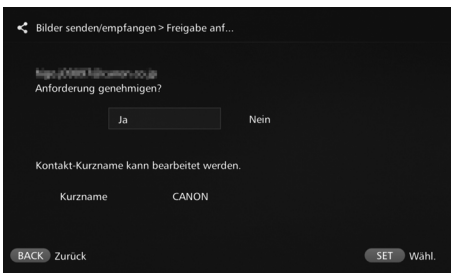 Bilder senden/empfangen > Freigabe anf...
Anforderung genehmigen?
Ja Nein
Kontakt-Kurzname kann bearbeitet werden.
Kurzname CANON
BACK Zurück SET Wähl.